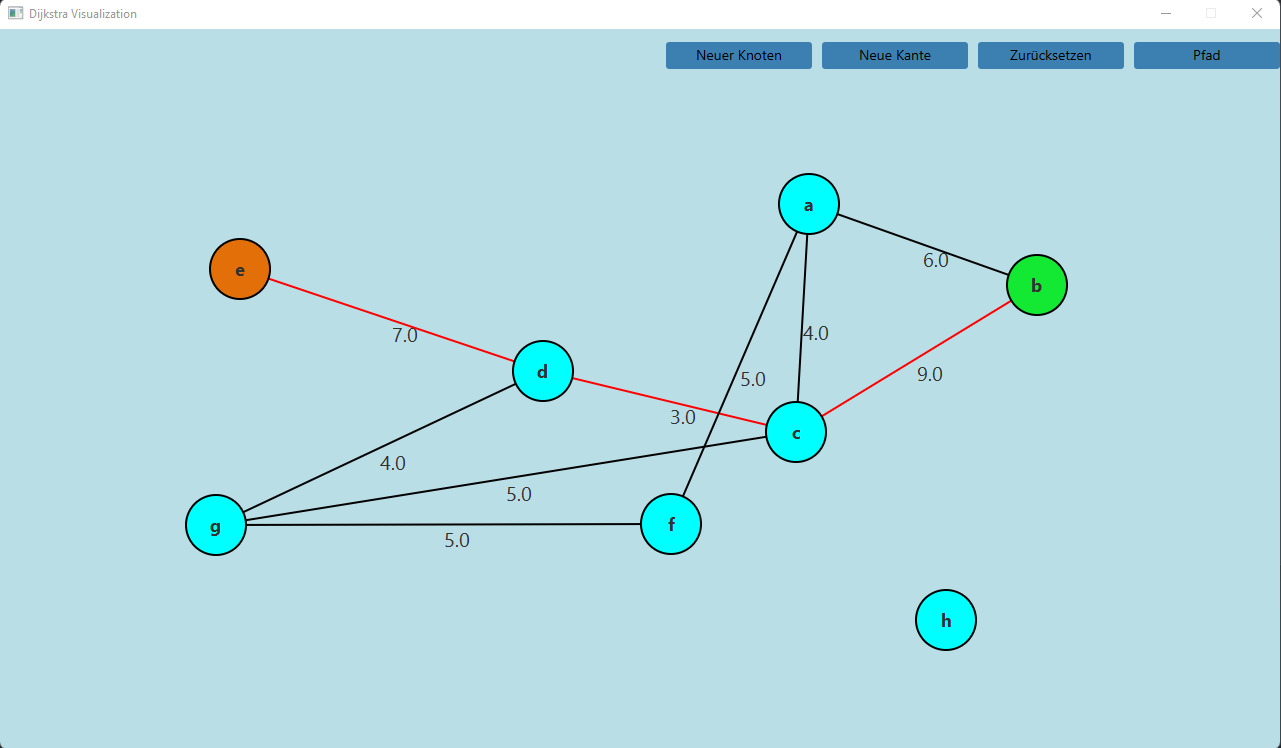 Dijkstra Visualization
Neuer Knoten
Neue Kante
Zurücksetzen
Pfad
a
6.0
e
b
4.0
7.0
d
5.0
9.0
3.0
c
4.0
5.0
g
f
5.0
h